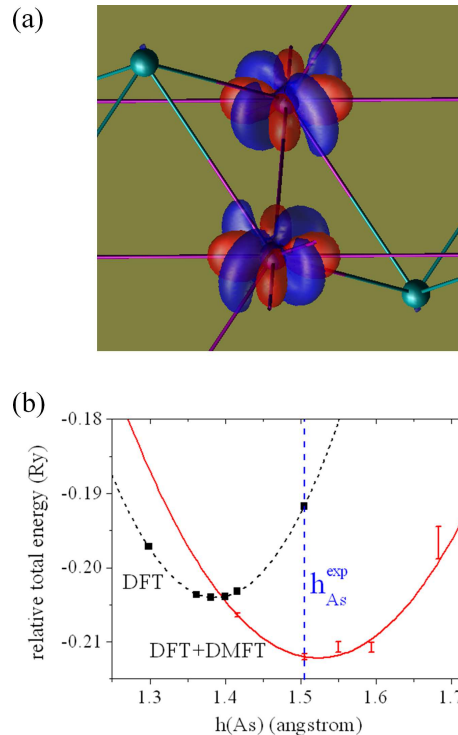 (a)
(b)
-0.18
-0.19
-0.20
-0.21
relative total energy (Ry)
DFT
DFT+DMFT
h_As^exp
1.3 1.4 1.5 1.6 1.7
h(As) (angstrom)